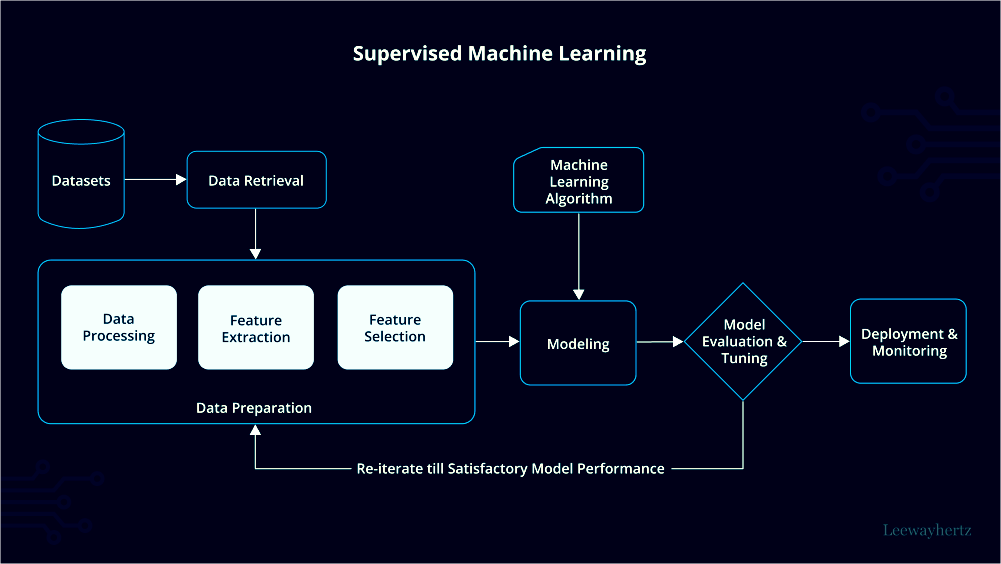 Supervised Machine Learning
Datasets
Data Retrieval
Machine
Learning
Algorithm
Data
Processing
Feature
Extraction
Feature
Selection
Data Preparation
Modeling
Model
Evaluation &
Tuning
Deployment &
Monitoring
Re-iterate till Satisfactory Model Performance
Leewayhertz